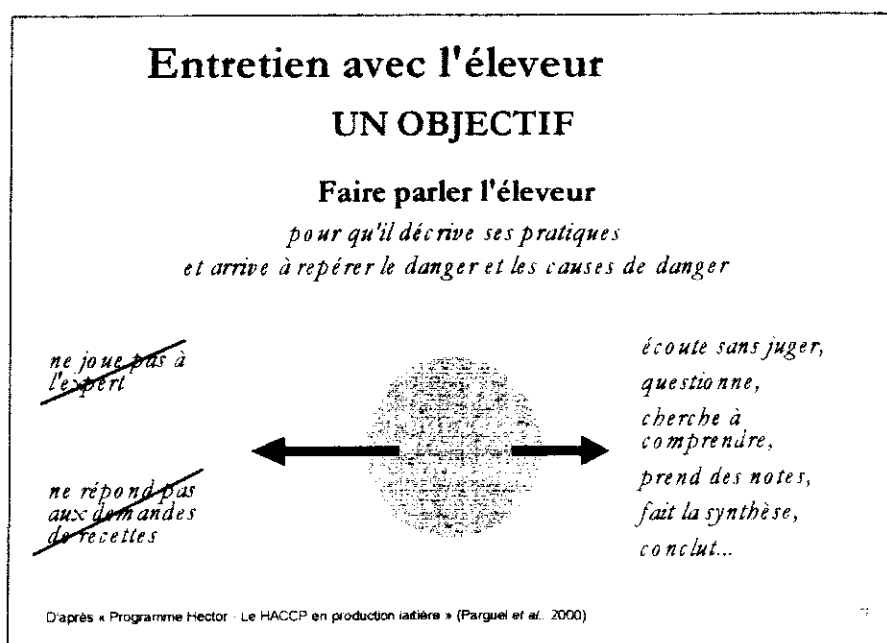 Entretien avec l'éleveur
UN OBJECTIF
Faire parler l'éleveur
pour qu'il décrive ses pratiques
et arrive à repérer le danger et les causes de danger
ne joue pas à
l'expert
ne répond pas
aux demandes
de recettes
écoute sans juger,
questionne,
cherche à
comprendre,
prend des notes,
fait la synthèse,
conclut...
D'après « Programme Hector - Le HACCP en production laitière » (Parguel et al.. 2000)